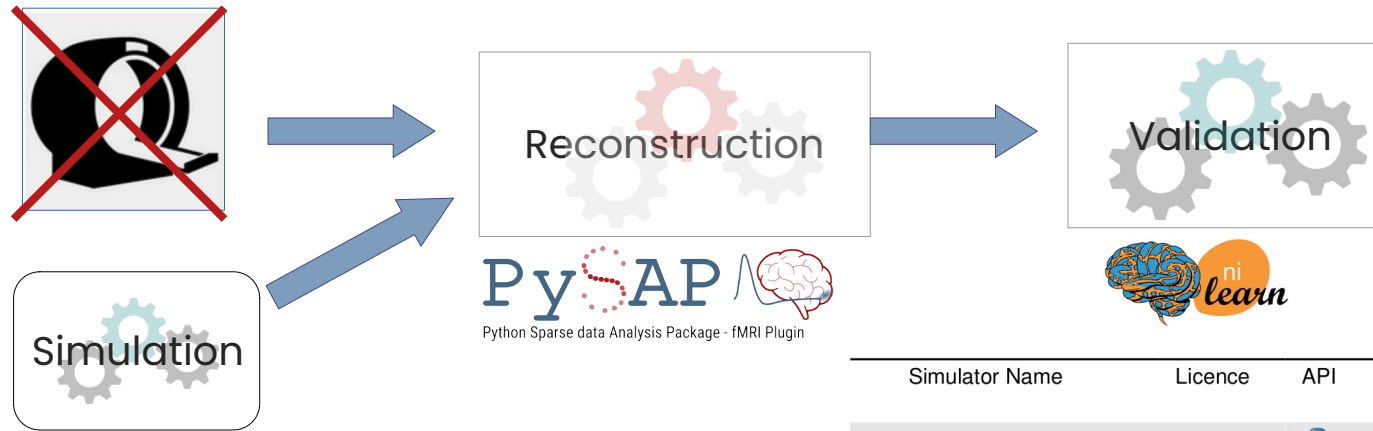 Reconstruction
Validation
PySAP
Python Sparse data Analysis Package - fMRI Plugin
ni
learn
Simulation
Simulator Name Licence API